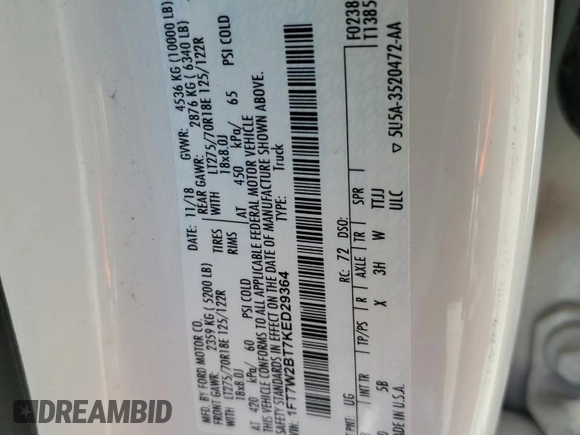 MFD. BY FORD MOTOR CO.
DATE: 11/18 GVWR: 4536 KG (10000 LB)
FRONT GAWR: 2359 KG ( 5200 LB) REAR GAWR: 2876 KG ( 6340 LB)
WITH LT275/70R18E 125/122R TIRES WITH LT275/70R18E 125/122R
18x8.0J RIMS 18x8.0J
AT 420 kPa/ 60 PSI COLD AT 450 kPa/ 65 PSI COLD
THIS VEHICLE CONFORMS TO ALL APPLICABLE FEDERAL MOTOR VEHICLE
SAFETY STANDARDS IN EFFECT ON THE DATE OF MANUFACTURE SHOWN ABOVE.
VIN: 1FT7W2BT7KED29364 TYPE: Truck
F0238
T1385
PNT: UG RC: 72 DSO:
INT TR TP/PS R AXLE TR SPR
5B X 3H W TTJJ
MADE IN U.S.A. ULC
▽ 5U5A-3520472-AA
DREAMBID